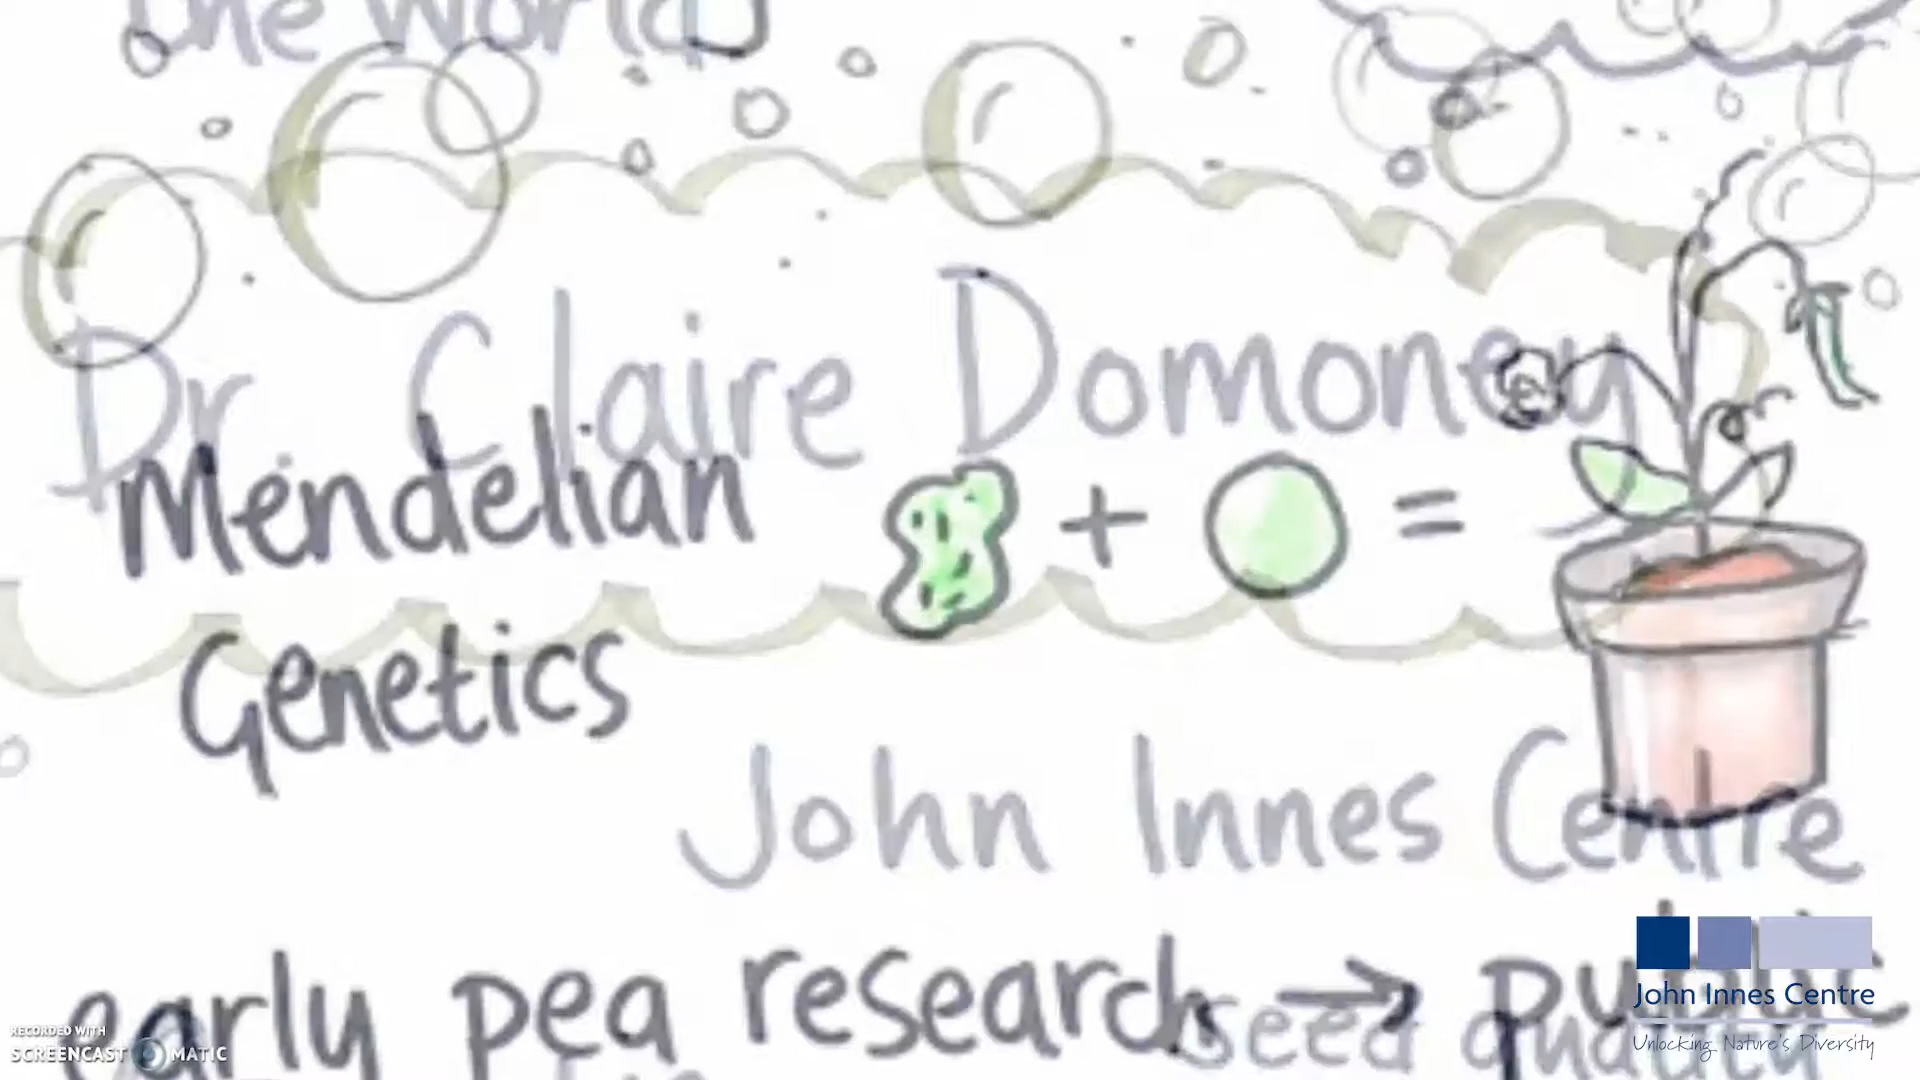 the World
Dr. Claire Domoney
Mendelian + =
Genetics
John Innes Centre
early pea research → public
seed quality
John Innes Centre
Unlocking Nature's Diversity
RECORDED WITH
SCREENCAST MATIC